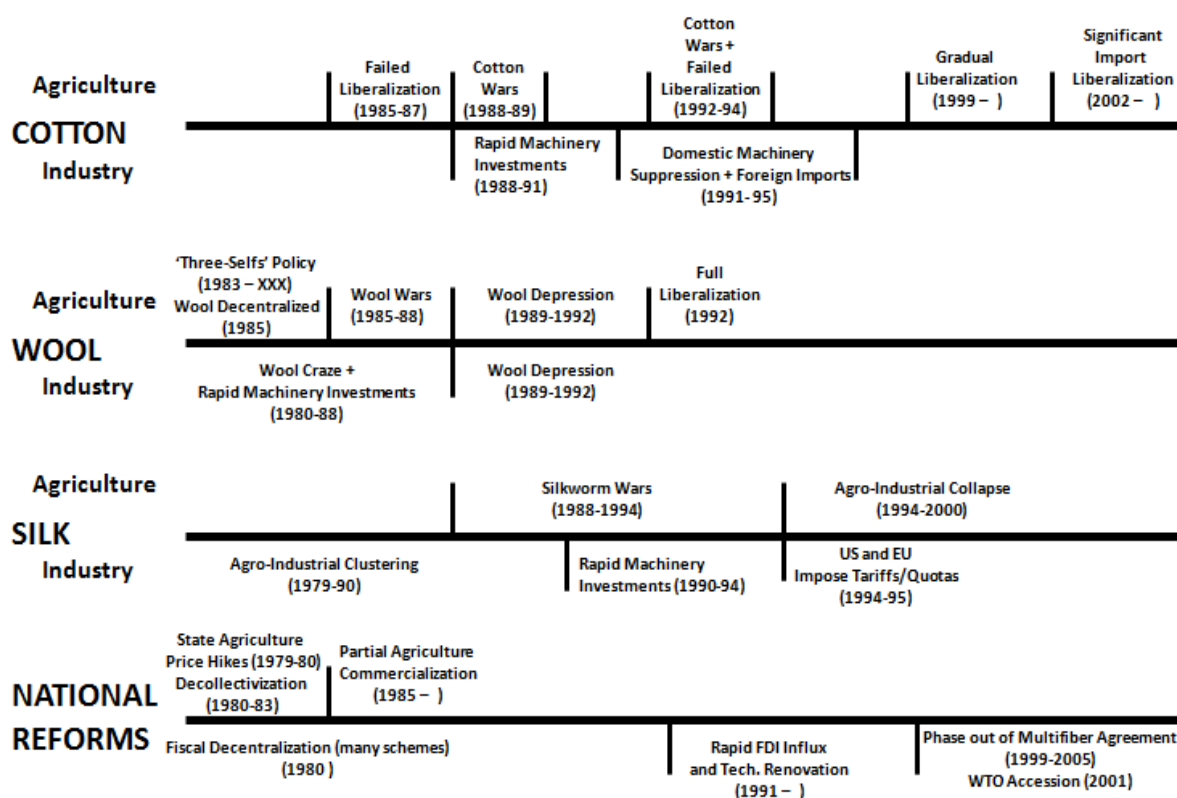 Agriculture
COTTON
Industry
Failed
Liberalization
(1985-87)
Cotton
Wars
(1988-89)
Cotton
Wars +
Failed
Liberalization
(1992-94)
Gradual
Liberalization
(1999 – )
Significant
Import
Liberalization
(2002 – )
Rapid Machinery
Investments
(1988-91)
Domestic Machinery
Suppression + Foreign Imports
(1991- 95)
Agriculture
WOOL
Industry
‘Three-Selfs’ Policy
(1983 – XXX)
Wool Decentralized
(1985)
Wool Wars
(1985-88)
Wool Depression
(1989-1992)
Full
Liberalization
(1992)
Wool Craze +
Rapid Machinery Investments
(1980-88)
Wool Depression
(1989-1992)
Agriculture
SILK
Industry
Silkworm Wars
(1988-1994)
Agro-Industrial Collapse
(1994-2000)
Agro-Industrial Clustering
(1979-90)
Rapid Machinery
Investments (1990-94)
US and EU
Impose Tariffs/Quotas
(1994-95)
NATIONAL
REFORMS
State Agriculture
Price Hikes (1979-80)
Decollectivization
(1980-83)
Partial Agriculture
Commercialization
(1985 – )
Fiscal Decentralization (many schemes)
(1980 )
Rapid FDI Influx
and Tech. Renovation
(1991 – )
Phase out of Multifiber Agreement
(1999-2005)
WTO Accession (2001)